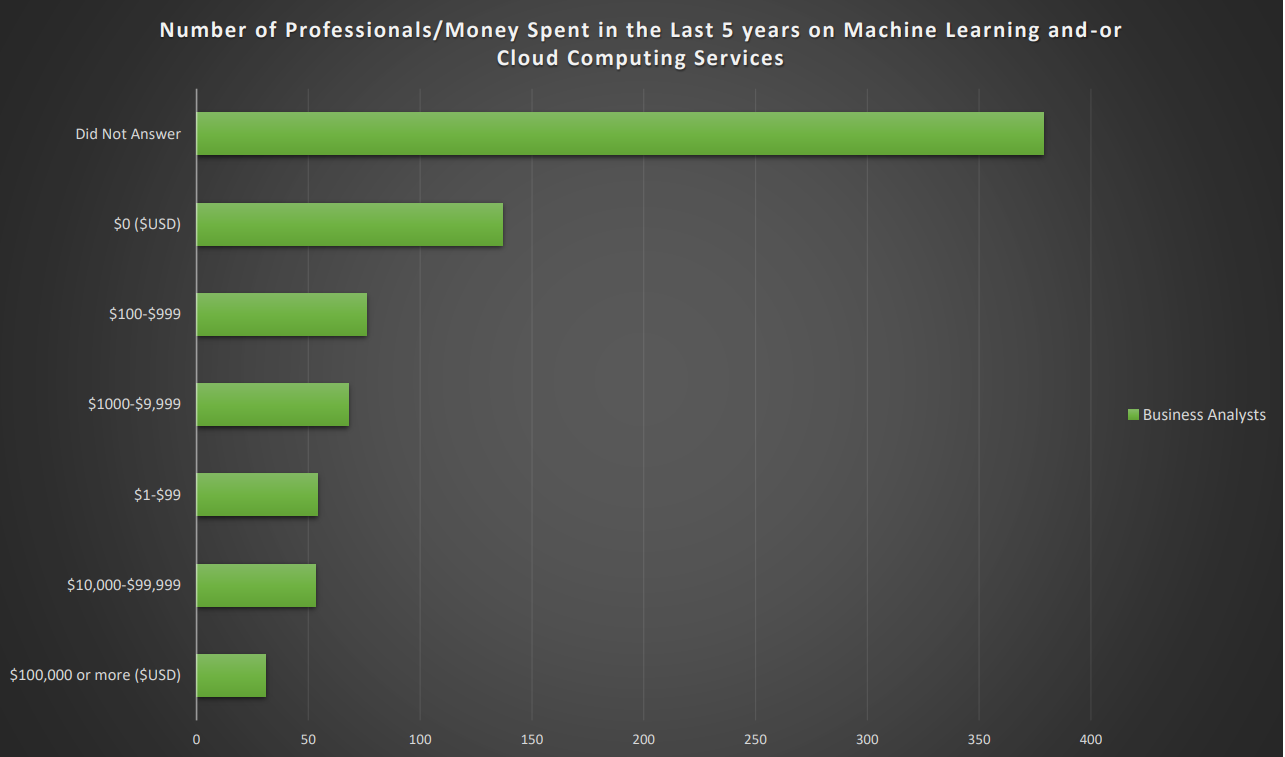 Number of Professionals/Money Spent in the Last 5 years on Machine Learning and-or
Cloud Computing Services
Did Not Answer
$0 ($USD)
$100-$999
$1000-$9,999
Business Analysts
$1-$99
$10,000-$99,999
$100,000 or more ($USD)
0 50 100 150 200 250 300 350 400